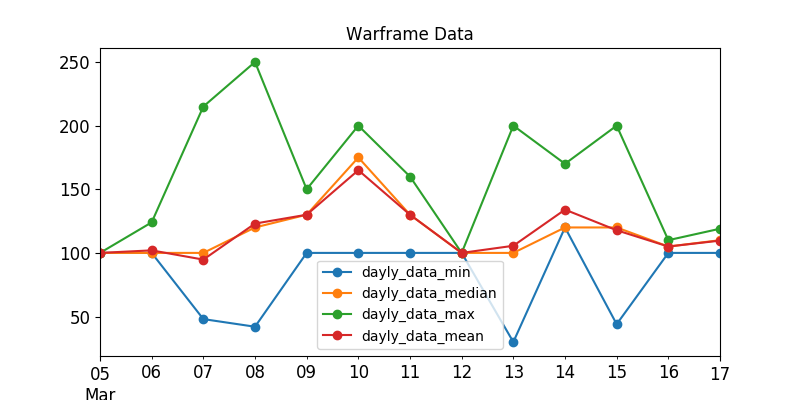 Warframe Data
250
200
150
100
50
dayly_data_min
dayly_data_median
dayly_data_max
dayly_data_mean
05 06 07 08 09 10 11 12 13 14 15 16 17
Mar